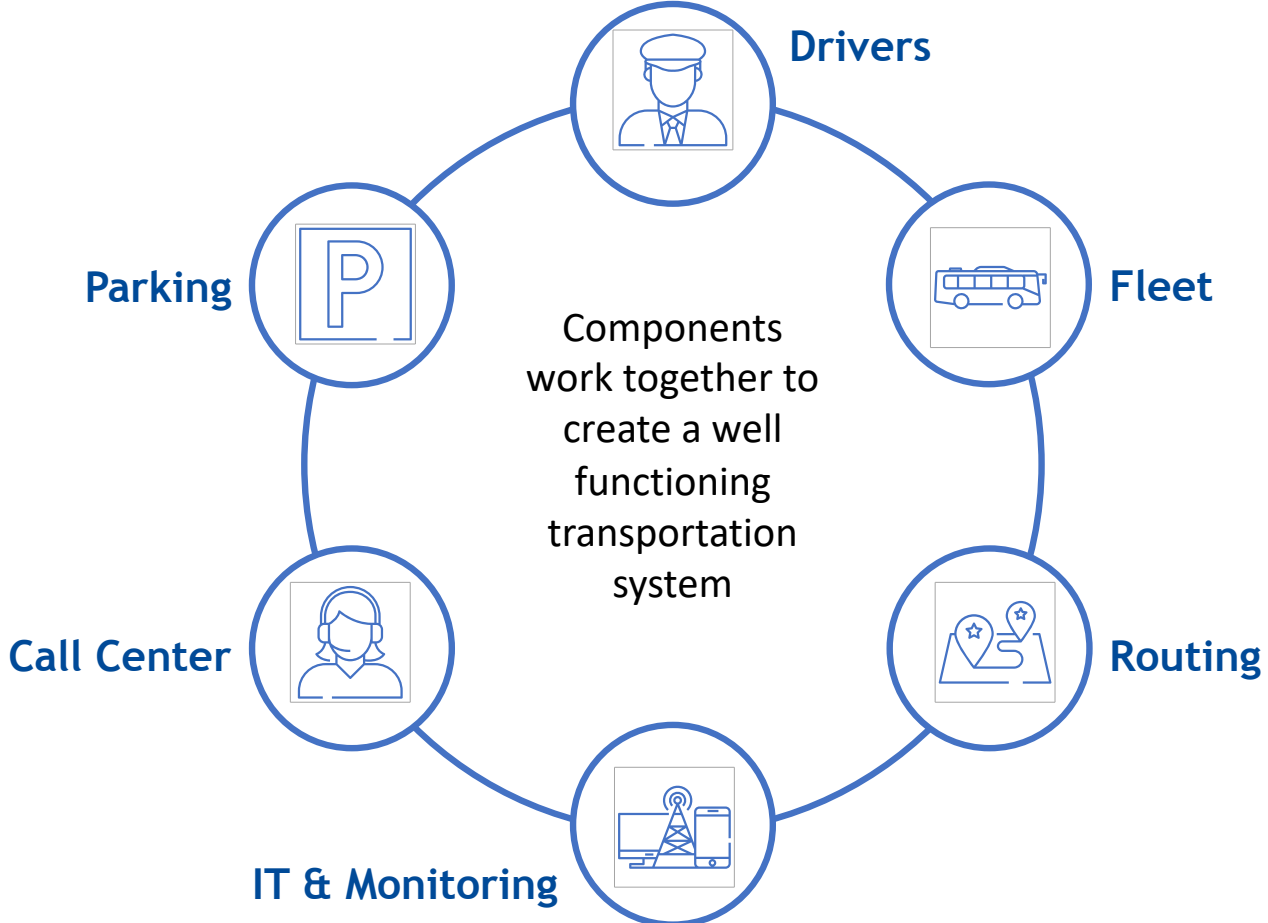 Drivers
Parking
Fleet
Components
work together to
create a well
functioning
transportation
system
Call Center
Routing
IT & Monitoring
P